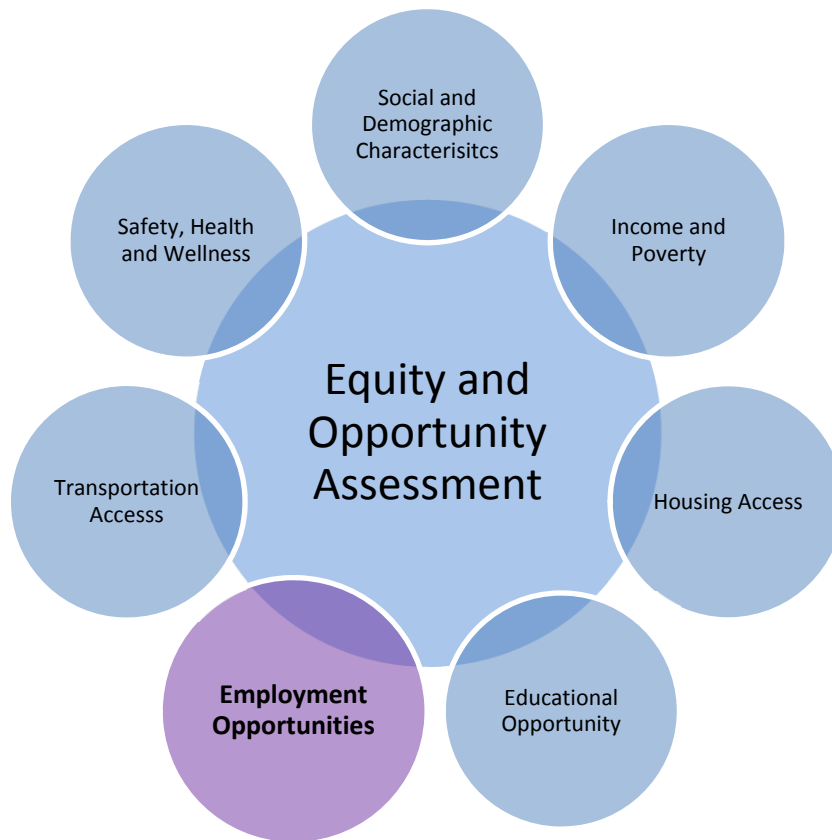 Social and
Demographic
Characterisitcs
Safety, Health
and Wellness
Income and
Poverty
Equity and
Opportunity
Assessment
Transportation
Accesss
Housing Access
Employment
Opportunities
Educational
Opportunity